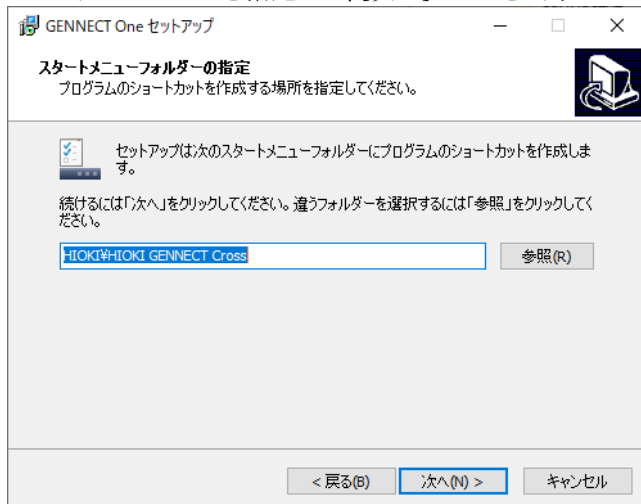 GENNECT One セットアップ
スタートメニューフォルダーの指定
プログラムのショートカットを作成する場所を指定してください。
セットアップは次のスタートメニューフォルダーにプログラムのショートカットを作成しま
す。
続けるには「次へ」をクリックしてください。違うフォルダーを選択するには「参照」をクリックしてく
ださい。
HIOKI¥HIOKI GENNECT Cross
参照(R)
< 戻る(B)
次へ(N) >
キャンセル